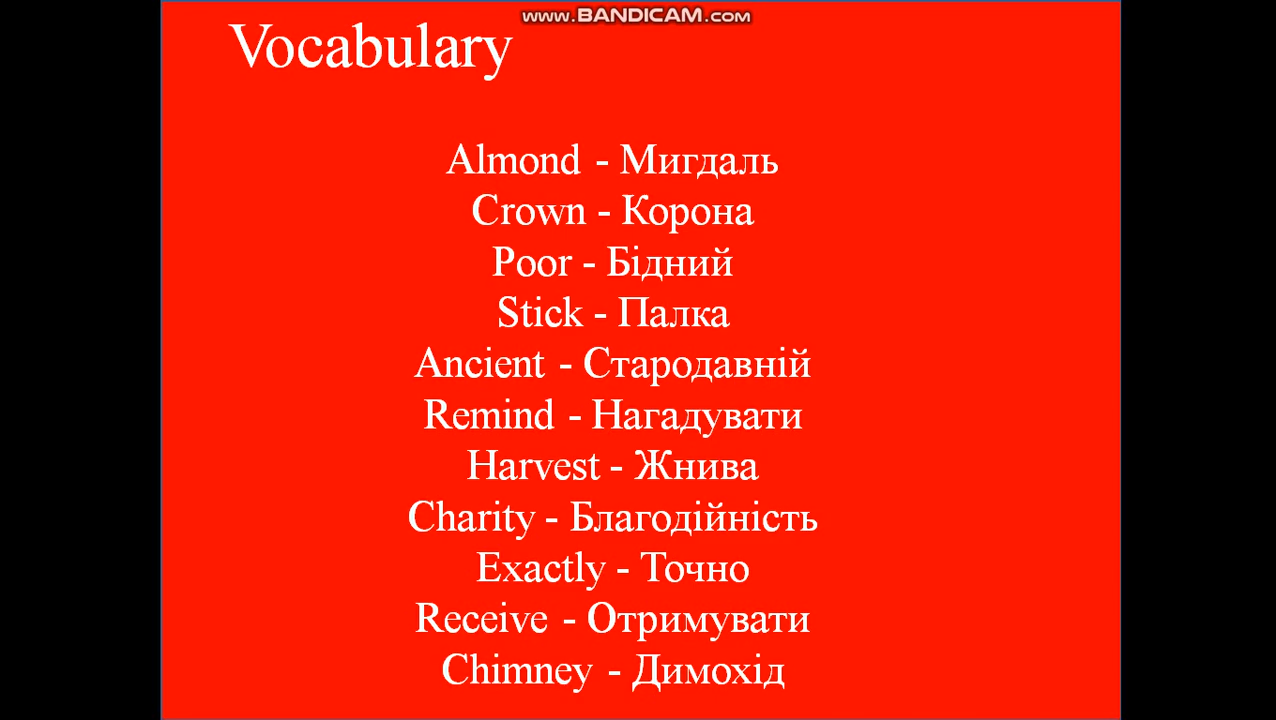 www.BANDICAM.com
Vocabulary
Almond - Мигдаль
Crown - Корона
Poor - Бідний
Stick - Палка
Ancient - Стародавній
Remind - Нагадувати
Harvest - Жнива
Charity - Благодійність
Exactly - Точно
Receive - Отримувати
Chimney - Димохід